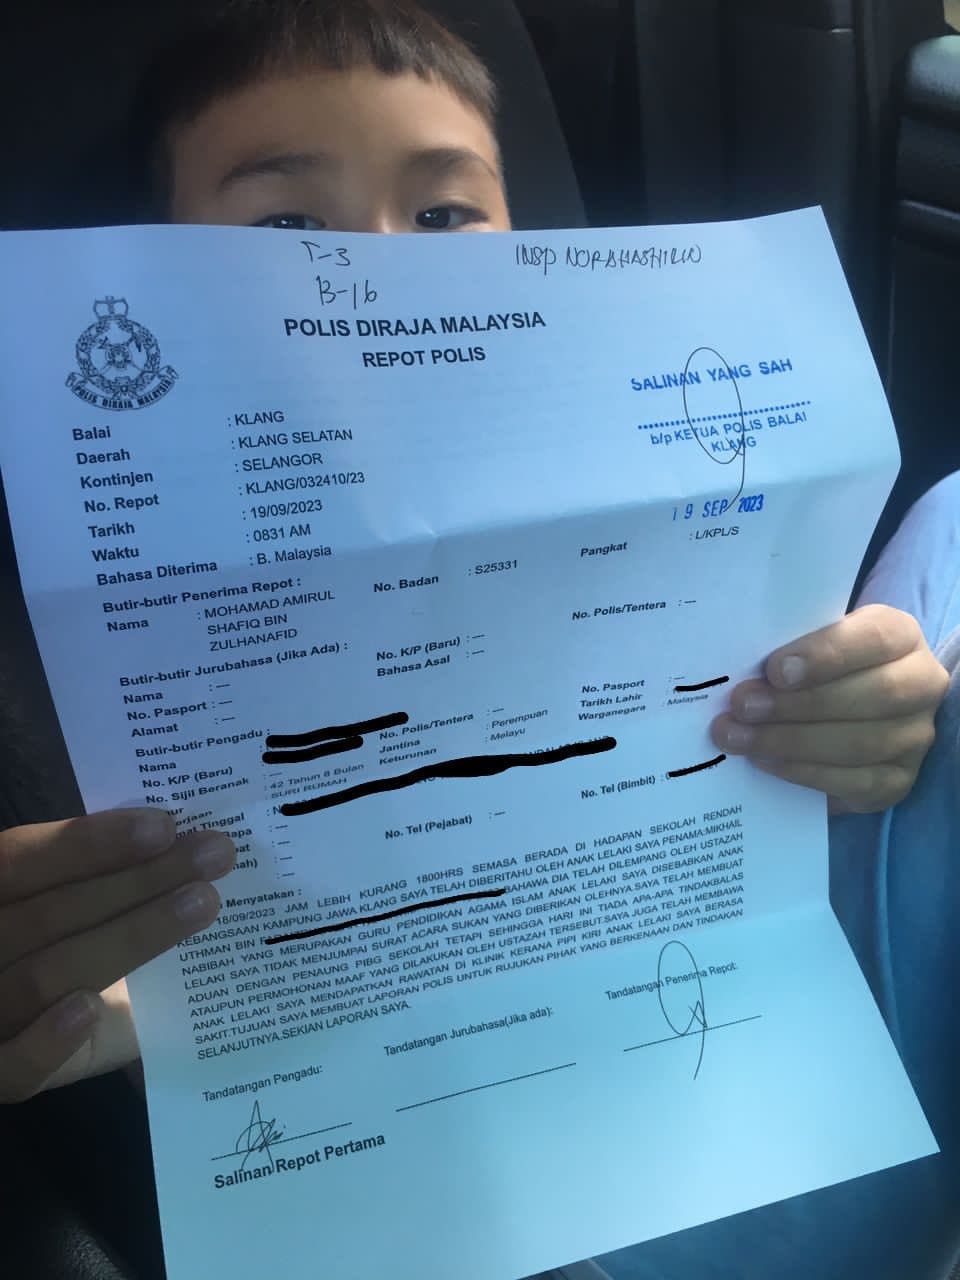 T-3
B-16
INSP
POLIS DIRAJA MALAYSIA
REPOT POLIS
POLIS DIRAJA MALAYSIA
SALINAN YANG SAH
b/p KETUA POLIS BALAI
KLANG
19 SEP 2023
Balai : KLANG
Daerah : KLANG SELATAN
Kontinjen : SELANGOR
No. Repot : KLANG/032410/23
Tarikh : 19/09/2023
Waktu : 0831 AM
Bahasa Diterima : B. Malaysia
Butir-butir Penerima Repot :
Nama : MOHAMAD AMIRUL SHAFIQ BIN ZULHANAFID No. Badan : S25331 Pangkat : L/KPL/S
Butir-butir Jurubahasa (Jika Ada) :
Nama : --- No. K/P (Baru) : --- No. Polis/Tentera : ---
No. Pasport : --- Bahasa Asal : ---
Alamat : ---
Butir-butir Pengadu :
Nama
No. K/P (Baru) No. Polis/Tentera : --- No. Pasport : ---
No. Sijil Beranak : --- Jantina : Perempuan Tarikh Lahir
: 42 Tahun 8 Bulan Keturunan : Melayu Warganegara : Malaysia
: SURI RUMAH
Tinggal
: --- No. Tel (Pejabat) : --- No. Tel (Bimbit) :
: ---
: ---
Menyatakan :
18/09/2023 JAM LEBIH KURANG 1800HRS SEMASA BERADA DI HADAPAN SEKOLAH RENDAH
KEBANGSAAN KAMPUNG JAWA KLANG SAYA TELAH DIBERITAHU OLEH ANAK LELAKI SAYA PENAMA:MIKHAIL
UTHMAN BIN BAHAWA DIA TELAH DILEMPANG OLEH USTAZAH
NABIBAH YANG MERUPAKAN GURU PENDIDIKAN AGAMA ISLAM ANAK LELAKI SAYA DISEBABKAN ANAK
LELAKI SAYA TIDAK MENJUMPAI SURAT ACARA SUKAN YANG DIBERIKAN OLEHNYA.SAYA TELAH MEMBUAT
ADUAN DENGAN PENAUNG PIBG SEKOLAH TETAPI SEHINGGA HARI INI TIADA APA-APA TINDAKBALAS
ATAUPUN PERMOHONAN MAAF YANG DILAKUKAN OLEH USTAZAH TERSEBUT.SAYA JUGA TELAH MEMBAWA
ANAK LELAKI SAYA MENDAPATKAN RAWATAN DI KLINIK KERANA PIPI KIRI ANAK LELAKI SAYA BERASA
SAKIT.TUJUAN SAYA MEMBUAT LAPORAN POLIS UNTUK RUJUKAN PIHAK YANG BERKENAAN DAN TINDAKAN
SELANJUTNYA.SEKIAN LAPORAN SAYA.
Tandatangan Pengadu: Tandatangan Jurubahasa(Jika ada): Tandatangan Penerima Repot:
Salinan Repot Pertama